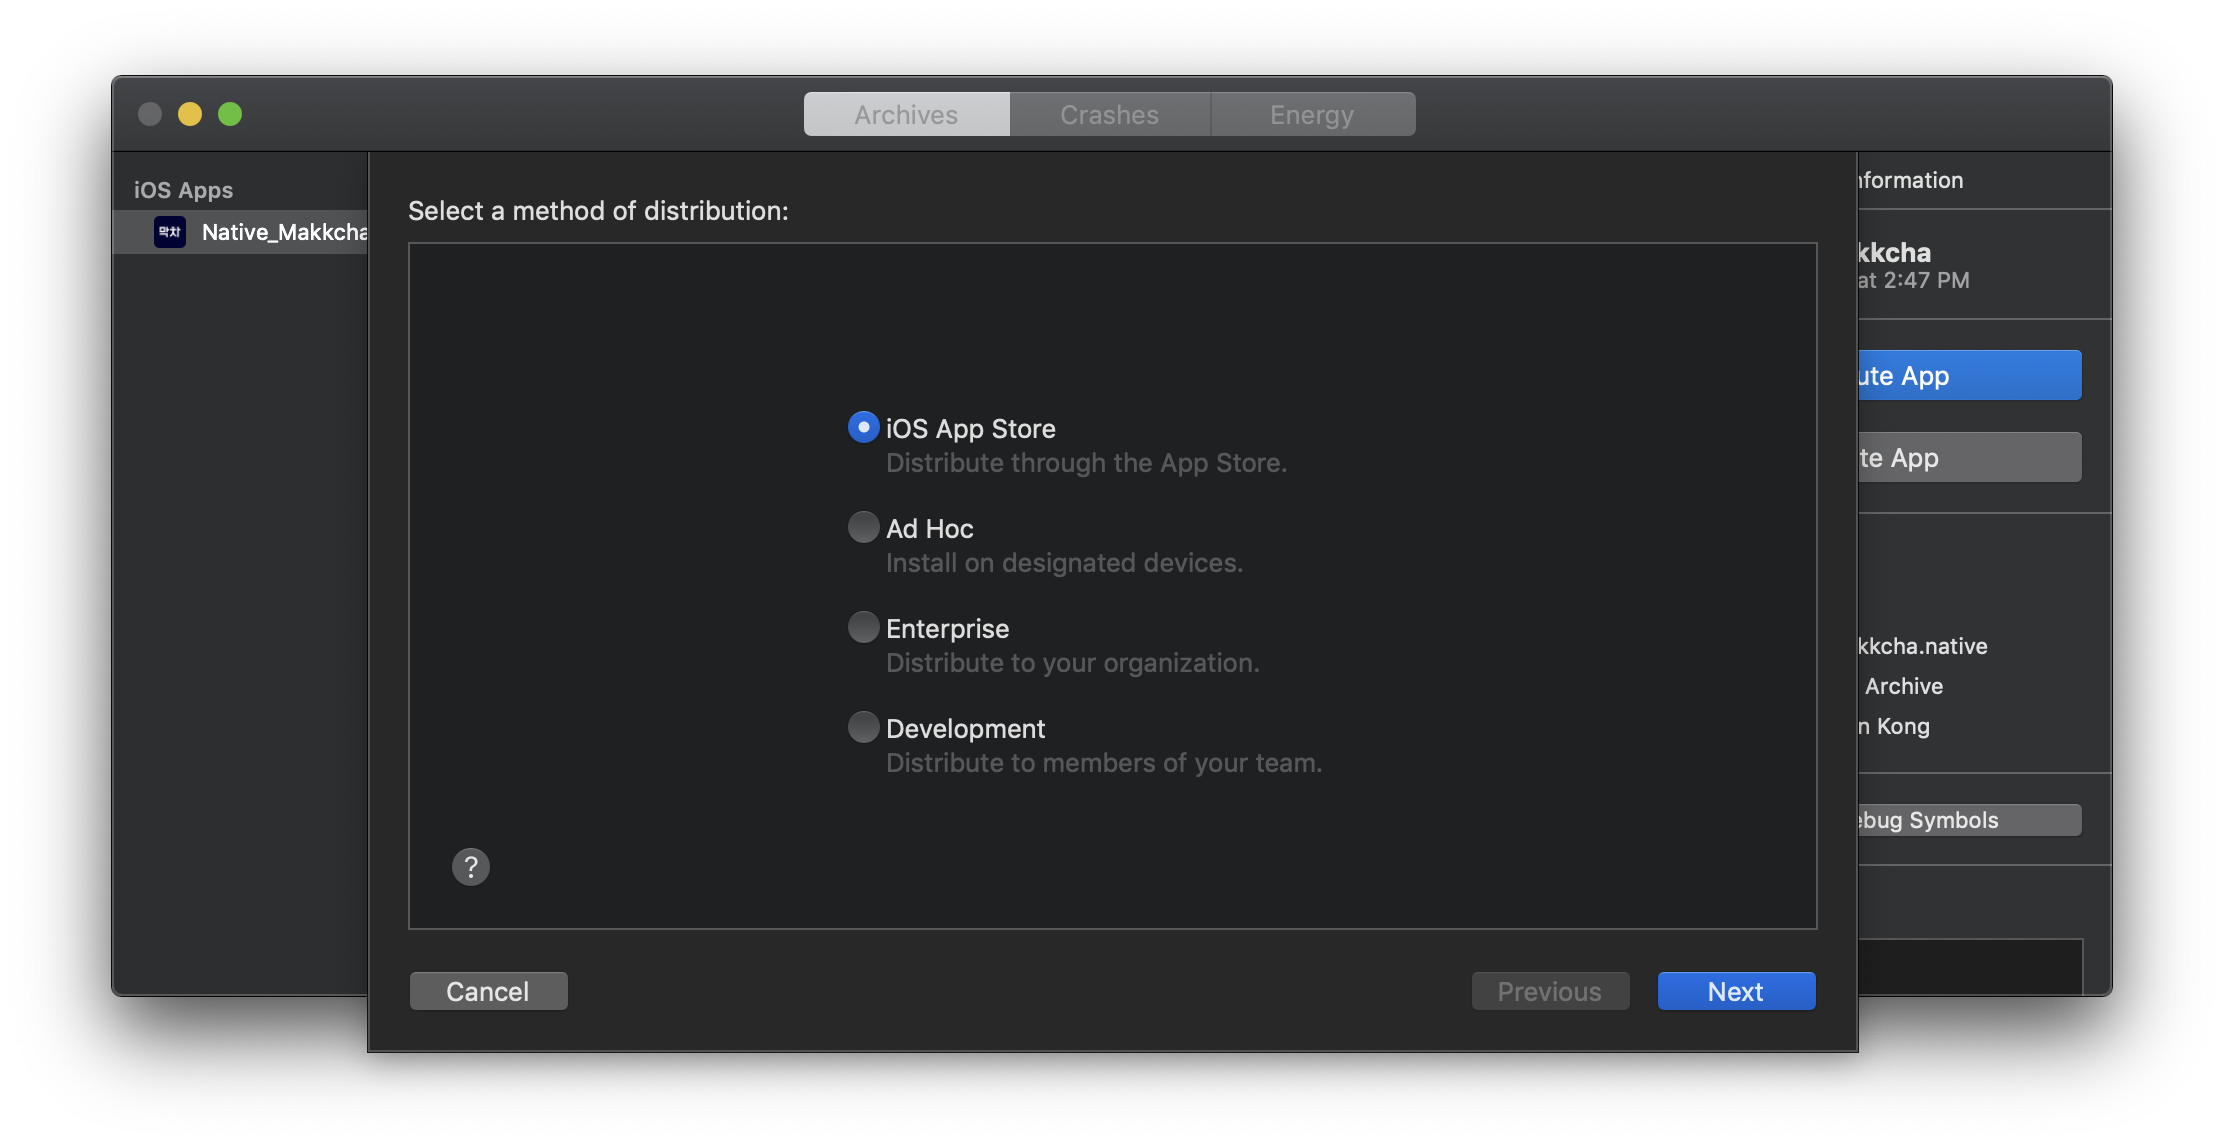 Archives
Crashes
Energy
iOS Apps
막차
Native_Makkcha
Select a method of distribution:
iOS App Store
Distribute through the App Store.
Ad Hoc
Install on designated devices.
Enterprise
Distribute to your organization.
Development
Distribute to members of your team.
?
Cancel
Previous
Next
nformation
kkcha
at 2:47 PM
ute App
te App
kkcha.native
Archive
n Kong
ebug Symbols